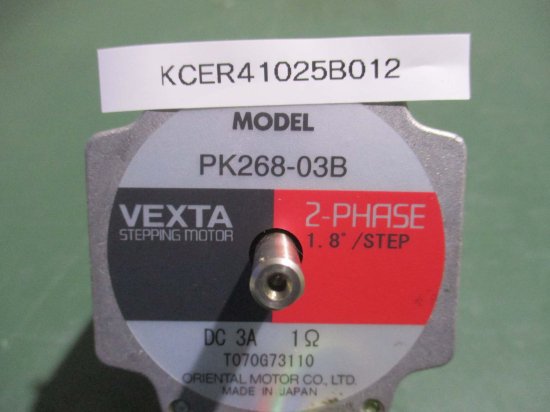 KCER41025B012
MODEL
PK268-03B
VEXTA
STEPPING MOTOR
2-PHASE
1.8°/STEP
DC 3A 1Ω
T070G73110
ORIENTAL MOTOR CO., LTD.
MADE IN JAPAN